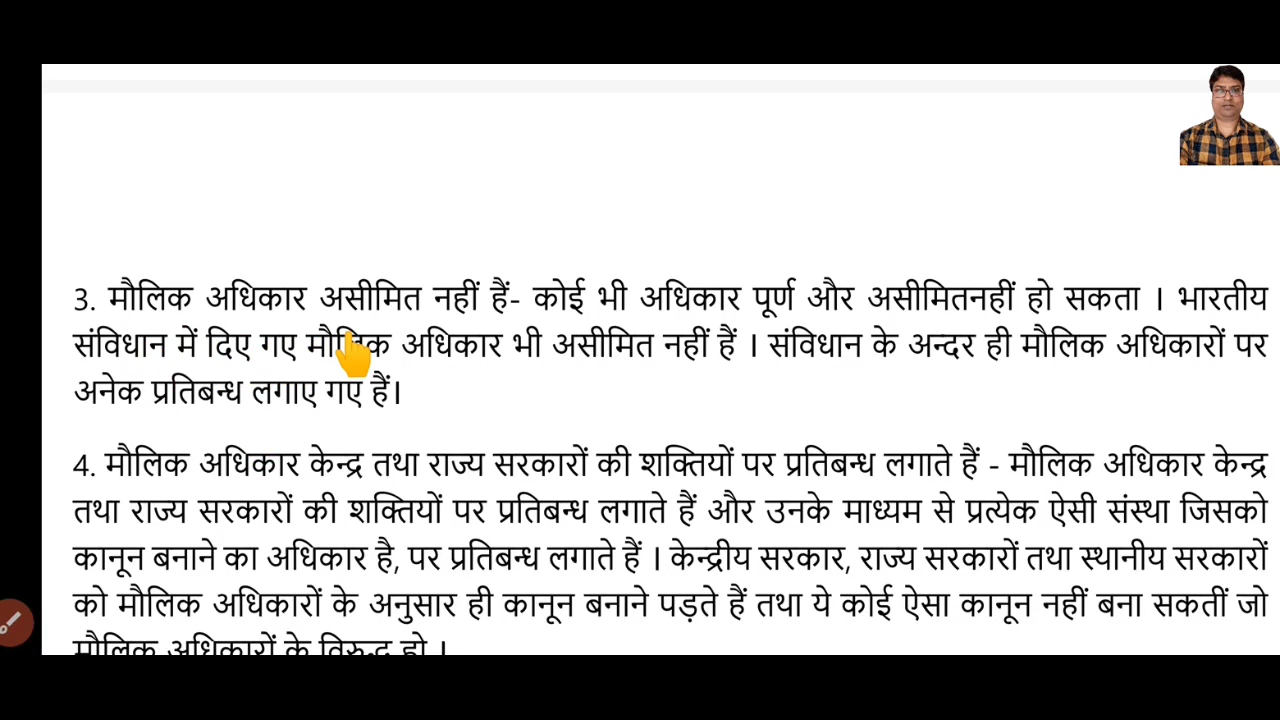 3. मौलिक अधिकार असीमित नहीं हैं- कोई भी अधिकार पूर्ण और असीमितनहीं हो सकता । भारतीय
संविधान में दिए गए मौलिक अधिकार भी असीमित नहीं हैं । संविधान के अन्दर ही मौलिक अधिकारों पर
अनेक प्रतिबन्ध लगाए गए हैं।
4. मौलिक अधिकार केन्द्र तथा राज्य सरकारों की शक्तियों पर प्रतिबन्ध लगाते हैं - मौलिक अधिकार केन्द्र
तथा राज्य सरकारों की शक्तियों पर प्रतिबन्ध लगाते हैं और उनके माध्यम से प्रत्येक ऐसी संस्था जिसको
कानून बनाने का अधिकार है, पर प्रतिबन्ध लगाते हैं । केन्द्रीय सरकार, राज्य सरकारों तथा स्थानीय सरकारों
को मौलिक अधिकारों के अनुसार ही कानून बनाने पड़ते हैं तथा ये कोई ऐसा कानून नहीं बना सकतीं जो
मौलिक अधिकारों के विरुद्ध हो ।